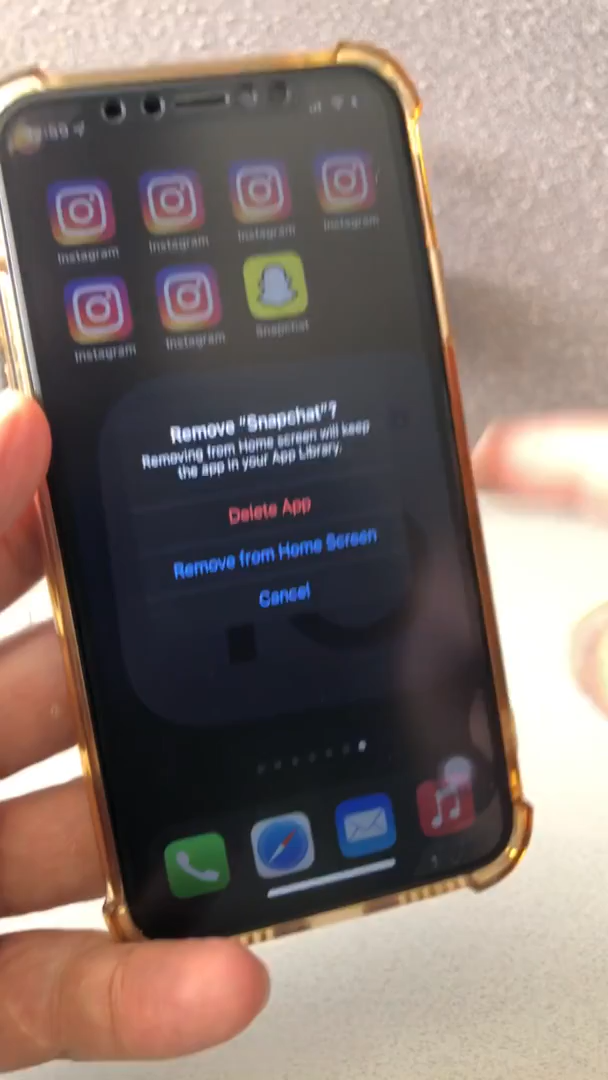 Instagram Instagram Instagram Instagram
Instagram Instagram Snapchat
Remove "Snapchat"?
Removing from Home screen will keep
the app in your App Library.
Delete App
Remove from Home Screen
Cancel